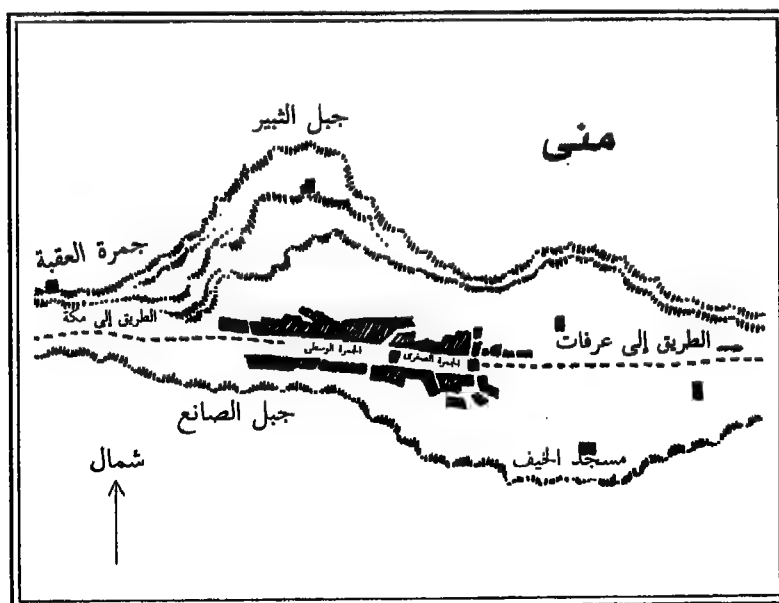 منى
جبل الثبير
جمرة العقبة
الطريق إلى مكة
الجمرة الوسطى
الجمرة الصغرى
الطريق إلى عرفات
جبل الصانع
مسجد الخيف
شمال